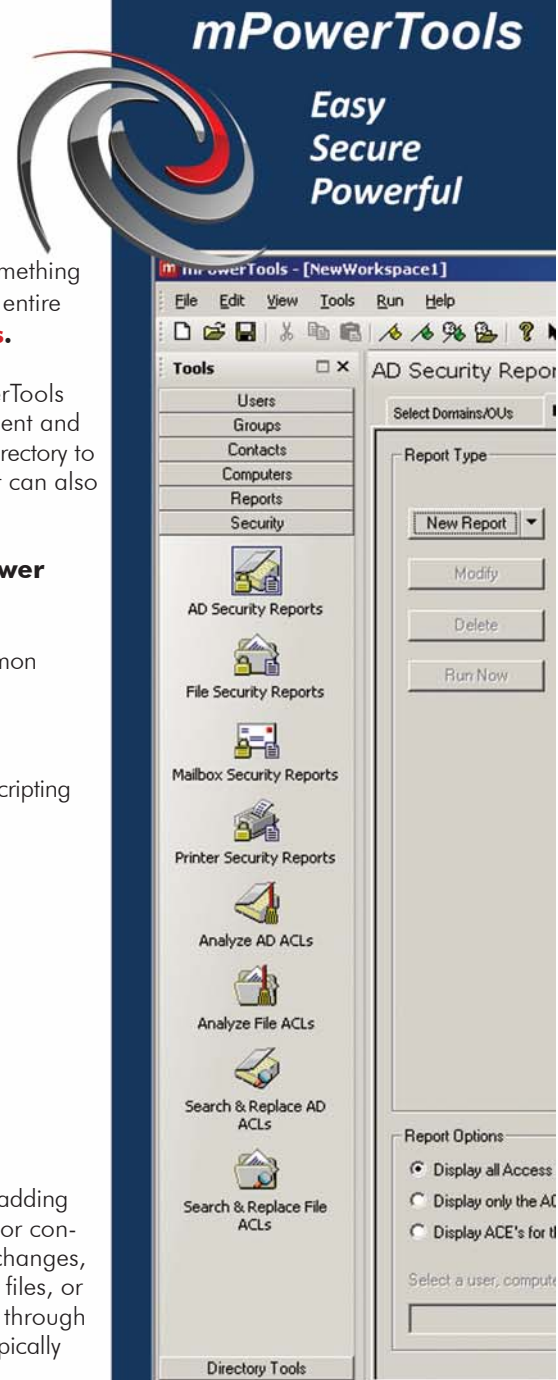 mPowerTools
Easy
Secure
Powerful
mething
entire
s.
rTools
ent and
rectory to
can also
wer
mon
cripting
adding
or con-
changes,
files, or
through
pically
mPowerTools - [NewWorkspace1]
File Edit View Tools Run Help
Tools
Users
Groups
Contacts
Computers
Reports
Security
AD Security Reports
File Security Reports
Mailbox Security Reports
Printer Security Reports
Analyze AD ACLs
Analyze File ACLs
Search & Replace AD
ACLs
Search & Replace File
ACLs
Directory Tools
AD Security Repor
Select Domains/OUs
Report Type
New Report
Modify
Delete
Run Now
Report Options
Display all Access
Display only the AC
Display ACE's for th
Select a user, compute